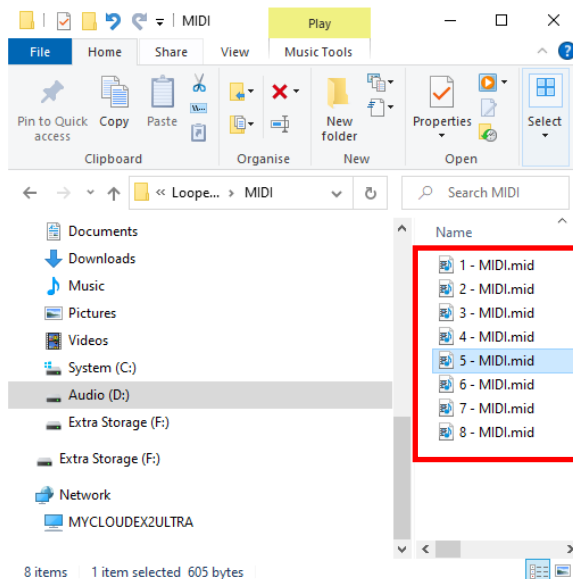 MIDI
Play
File
Home
Share
View
Music Tools
Pin to Quick access
Copy
Paste
New folder
Properties
Select
Clipboard
Organise
New
Open
« Loope... › MIDI
Search MIDI
Documents
Downloads
Music
Pictures
Videos
System (C:)
Audio (D:)
Extra Storage (F:)
Extra Storage (F:)
Network
MYCLOUDEX2ULTRA
Name
1 - MIDI.mid
2 - MIDI.mid
3 - MIDI.mid
4 - MIDI.mid
5 - MIDI.mid
6 - MIDI.mid
7 - MIDI.mid
8 - MIDI.mid
8 items
1 item selected 605 bytes